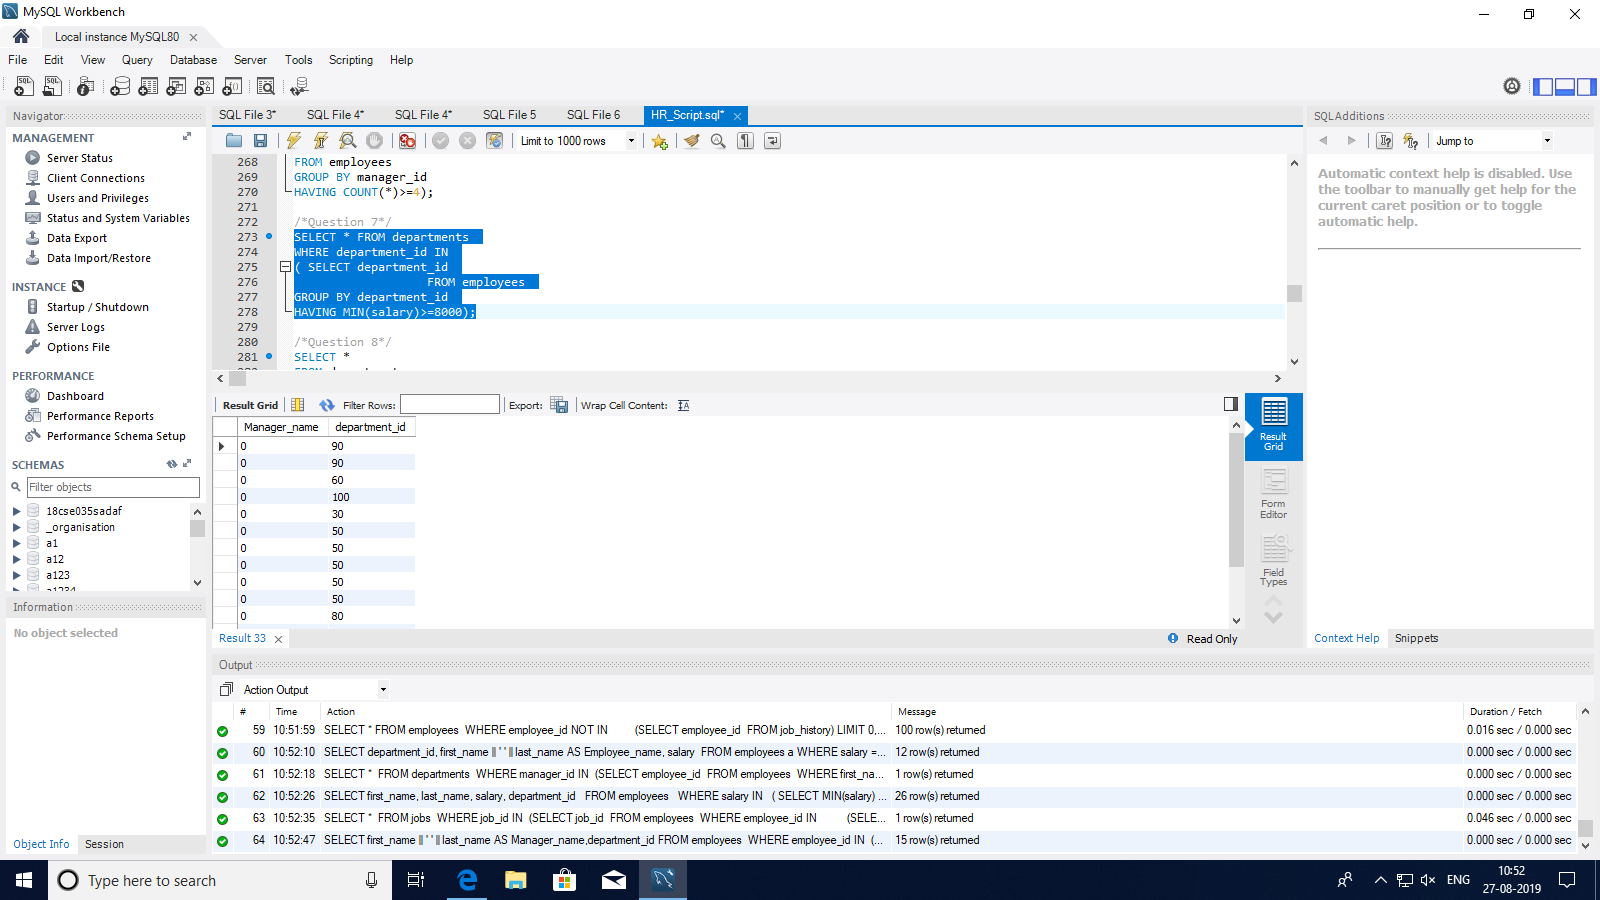 MySQL Workbench
Local instance MySQL80
File Edit View Query Database Server Tools Scripting Help
Navigator
MANAGEMENT
Server Status
Client Connections
Users and Privileges
Status and System Variables
Data Export
Data Import/Restore
INSTANCE
Startup / Shutdown
Server Logs
Options File
PERFORMANCE
Dashboard
Performance Reports
Performance Schema Setup
SCHEMAS
Filter objects
18cse035sadaf
_organisation
a1
a12
a123
a1234
Information
No object selected
Object Info Session
SQL File 3* SQL File 4* SQL File 4* SQL File 5 SQL File 6 HR_Script.sql*
Limit to 1000 rows
268 FROM employees
269 GROUP BY manager_id
270 HAVING COUNT(*)>=4);
271
272 /*Question 7*/
273 SELECT * FROM departments
274 WHERE department_id IN
275 ( SELECT department_id
276 FROM employees
277 GROUP BY department_id
278 HAVING MIN(salary)>=8000);
279
280 /*Question 8*/
281 SELECT *
Result Grid Filter Rows: Export: Wrap Cell Content:
Manager_name department_id
0 90
0 90
0 60
0 100
0 30
0 50
0 50
0 50
0 50
0 50
0 80
Result Grid
Form Editor
Field Types
Result 33 Read Only
SQLAdditions
Jump to
Automatic context help is disabled. Use
the toolbar to manually get help for the
current caret position or to toggle
automatic help.
Context Help Snippets
Output
Action Output
# Time Action Message Duration / Fetch
59 10:51:59 SELECT * FROM employees WHERE employee_id NOT IN (SELECT employee_id FROM job_history) LIMIT 0,... 100 row(s) returned 0.016 sec / 0.000 sec
60 10:52:10 SELECT department_id, first_name || ' ' || last_name AS Employee_name, salary FROM employees a WHERE salary =... 12 row(s) returned 0.000 sec / 0.000 sec
61 10:52:18 SELECT * FROM departments WHERE manager_id IN (SELECT employee_id FROM employees WHERE first_na... 1 row(s) returned 0.000 sec / 0.000 sec
62 10:52:26 SELECT first_name, last_name, salary, department_id FROM employees WHERE salary IN ( SELECT MIN(salary) ... 26 row(s) returned 0.000 sec / 0.000 sec
63 10:52:35 SELECT * FROM jobs WHERE job_id IN (SELECT job_id FROM employees WHERE employee_id IN (SELE... 1 row(s) returned 0.046 sec / 0.000 sec
64 10:52:47 SELECT first_name || ' ' || last_name AS Manager_name,department_id FROM employees WHERE employee_id IN (... 15 row(s) returned 0.000 sec / 0.000 sec
Type here to search
ENG
10:52
27-08-2019